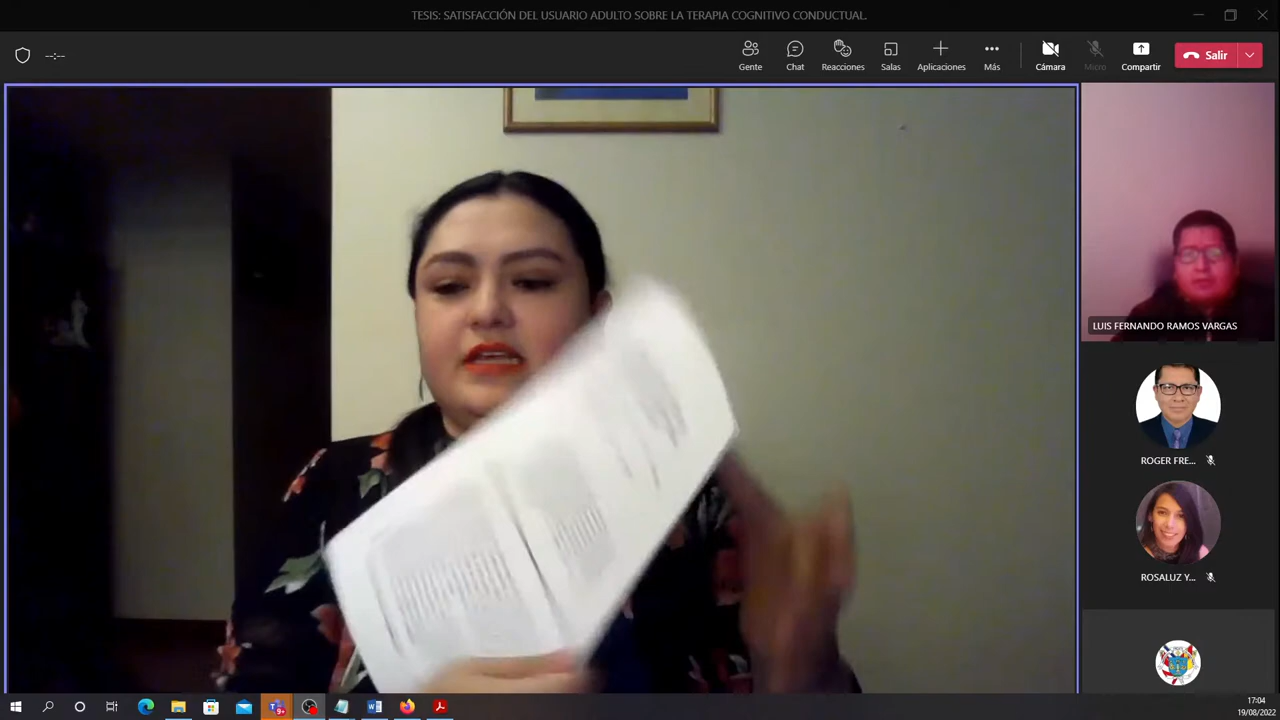 TESIS: SATISFACCIÓN DEL USUARIO ADULTO SOBRE LA TERAPIA COGNITIVO CONDUCTUAL.
--:--
Gente
Chat
Reacciones
Salas
Aplicaciones
Más
Cámara
Micro
Compartir
Salir
LUIS FERNANDO RAMOS VARGAS
ROGER FRE...
ROSALUZ Y...
9+
17:04
19/08/2022